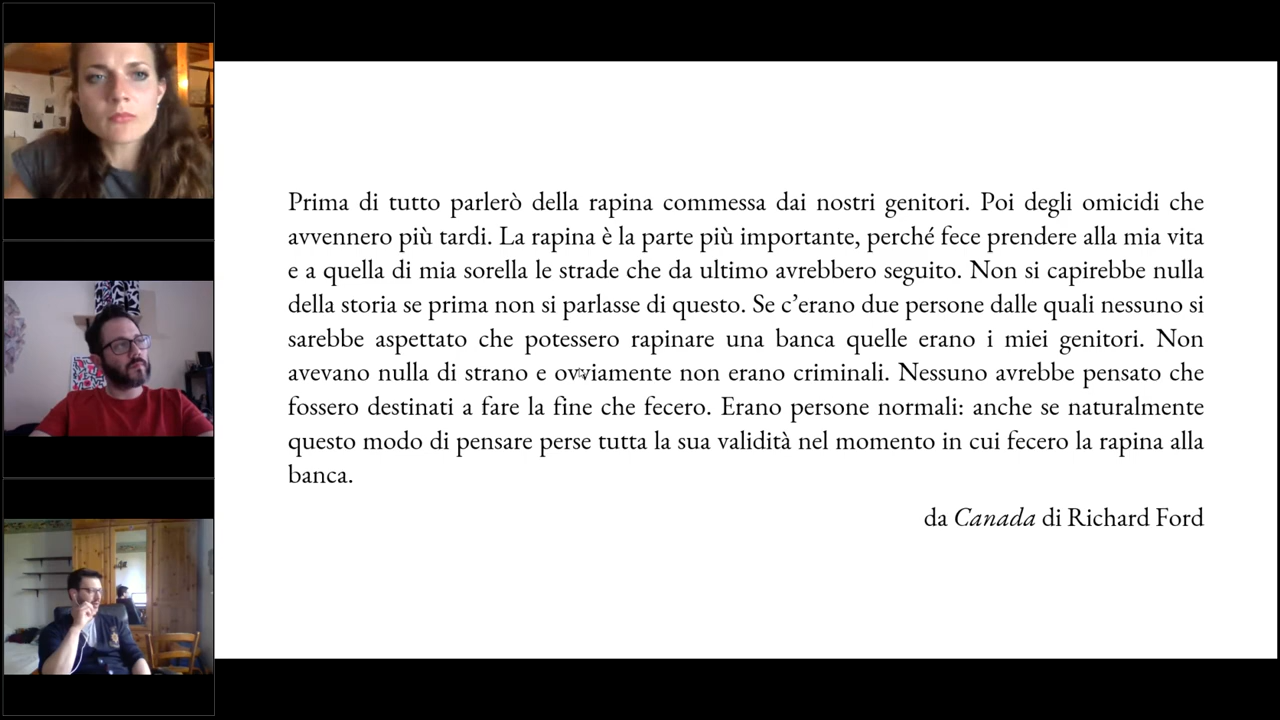 Prima di tutto parlerò della rapina commessa dai nostri genitori. Poi degli omicidi che
avvennero più tardi. La rapina è la parte più importante, perché fece prendere alla mia vita
e a quella di mia sorella le strade che da ultimo avrebbero seguito. Non si capirebbe nulla
della storia se prima non si parlasse di questo. Se c’erano due persone dalle quali nessuno si
sarebbe aspettato che potessero rapinare una banca quelle erano i miei genitori. Non
avevano nulla di strano e ovviamente non erano criminali. Nessuno avrebbe pensato che
fossero destinati a fare la fine che fecero. Erano persone normali: anche se naturalmente
questo modo di pensare perse tutta la sua validità nel momento in cui fecero la rapina alla
banca.
da Canada di Richard Ford